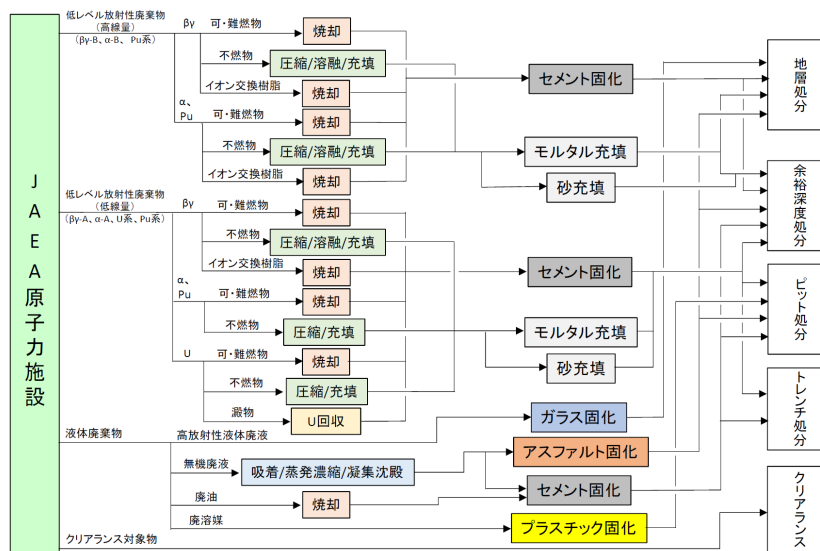 JAEA原子力施設
低レベル放射性廃棄物
(高線量)
(βγ-B、α-B、 Pu系)
βγ
可・難燃物
焼却
不燃物
圧縮/溶融/充填
イオン交換樹脂
焼却
α、
Pu
可・難燃物
焼却
不燃物
圧縮/溶融/充填
イオン交換樹脂
焼却
セメント固化
モルタル充填
砂充填
低レベル放射性廃棄物
(低線量)
(βγ-A、α-A、U系、Pu系)
βγ
可・難燃物
焼却
不燃物
圧縮/溶融/充填
イオン交換樹脂
焼却
α、
Pu
可・難燃物
焼却
不燃物
圧縮/充填
U
可・難燃物
焼却
不燃物
圧縮/充填
澱物
U回収
セメント固化
モルタル充填
砂充填
液体廃棄物
高放射性液体廃液
ガラス固化
無機廃液
吸着/蒸発濃縮/凝集沈殿
アスファルト固化
廃油
焼却
セメント固化
廃溶媒
プラスチック固化
クリアランス対象物
地層処分
余裕深度処分
ピット処分
トレンチ処分
クリアランス